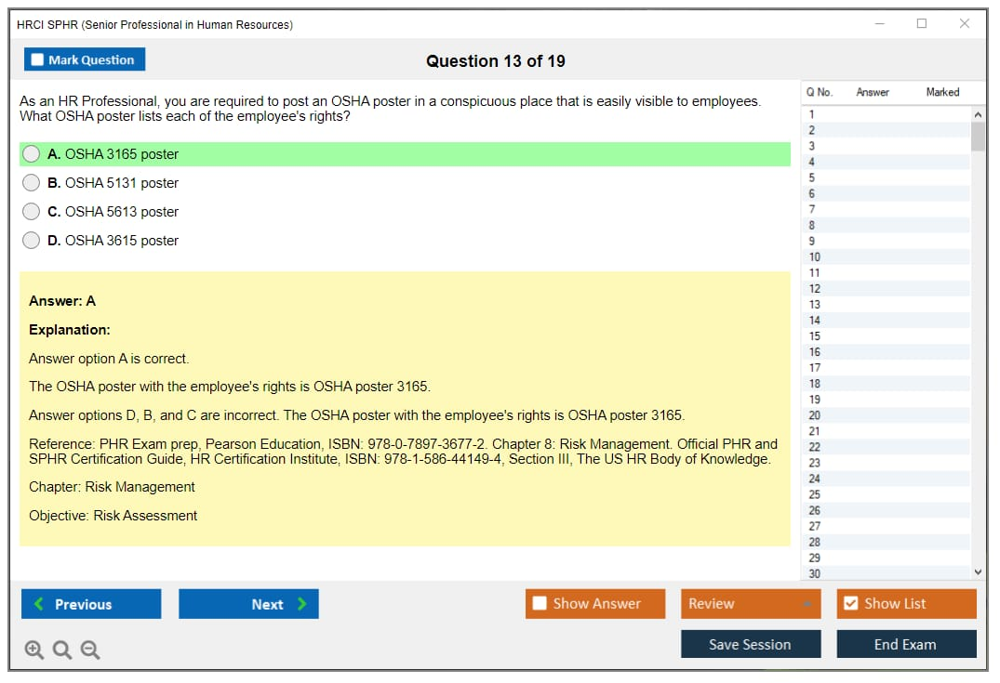 HRCI SPHR (Senior Professional in Human Resources)
Mark Question
Question 13 of 19
As an HR Professional, you are required to post an OSHA poster in a conspicuous place that is easily visible to employees.
What OSHA poster lists each of the employee's rights?
A. OSHA 3165 poster
B. OSHA 5131 poster
C. OSHA 5613 poster
D. OSHA 3615 poster
Answer: A
Explanation:
Answer option A is correct.
The OSHA poster with the employee's rights is OSHA poster 3165.
Answer options D, B, and C are incorrect. The OSHA poster with the employee's rights is OSHA poster 3165.
Reference: PHR Exam prep, Pearson Education, ISBN: 978-0-7897-3677-2. Chapter 8: Risk Management. Official PHR and
SPHR Certification Guide, HR Certification Institute, ISBN: 978-1-586-44149-4, Section III, The US HR Body of Knowledge.
Chapter: Risk Management
Objective: Risk Assessment
Q No. Answer Marked
1
2
3
4
5
6
7
8
9
10
11
12
13
14
15
16
17
18
19
20
21
22
23
24
25
26
27
28
29
30
Previous
Next
Show Answer
Review
Show List
Save Session
End Exam